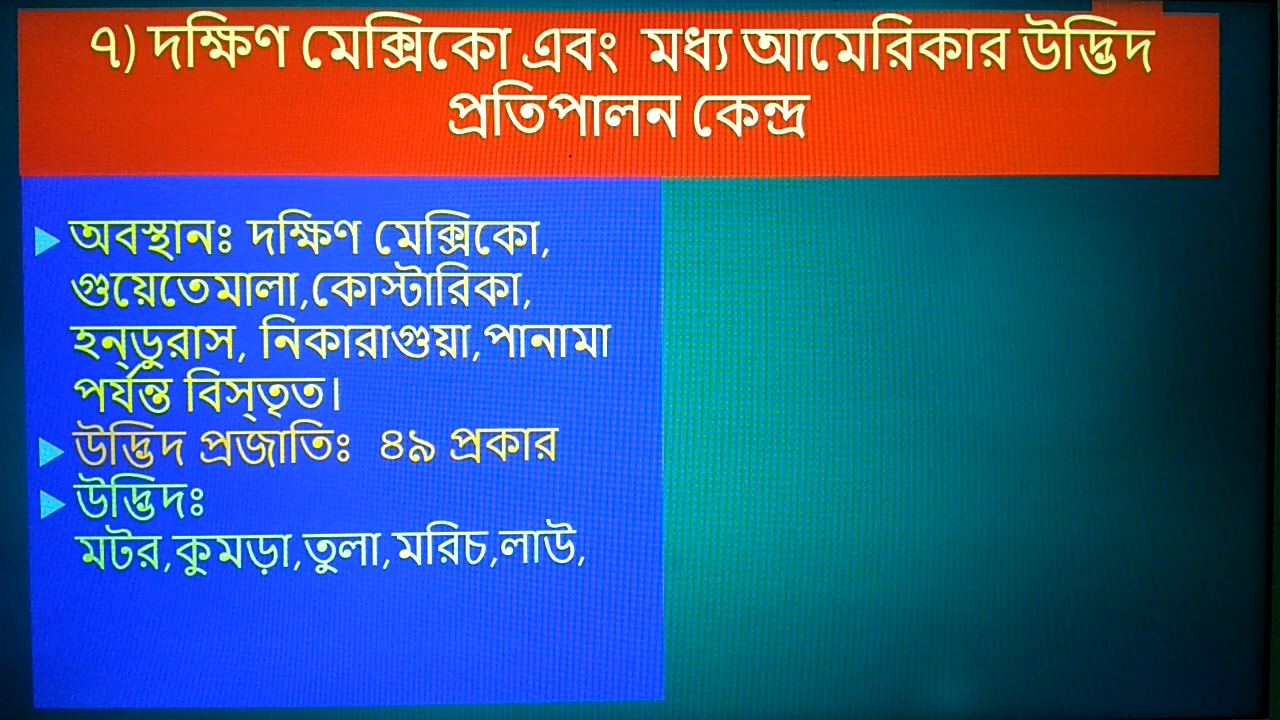 ৭) দক্ষিণ মেক্সিকো এবং মধ্য আমেরিকার উদ্ভিদ
প্রতিপালন কেন্দ্র
অবস্থানঃ দক্ষিণ মেক্সিকো,
গুয়েতেমালা,কোস্টারিকা,
হন্‌ডুরাস, নিকারাগুয়া,পানামা
পর্যন্ত বিস্‌তৃত।
উদ্ভিদ প্রজাতিঃ ৪৯ প্রকার
উদ্ভিদঃ
মটর,কুমড়া,তুলা,মরিচ,লাউ,